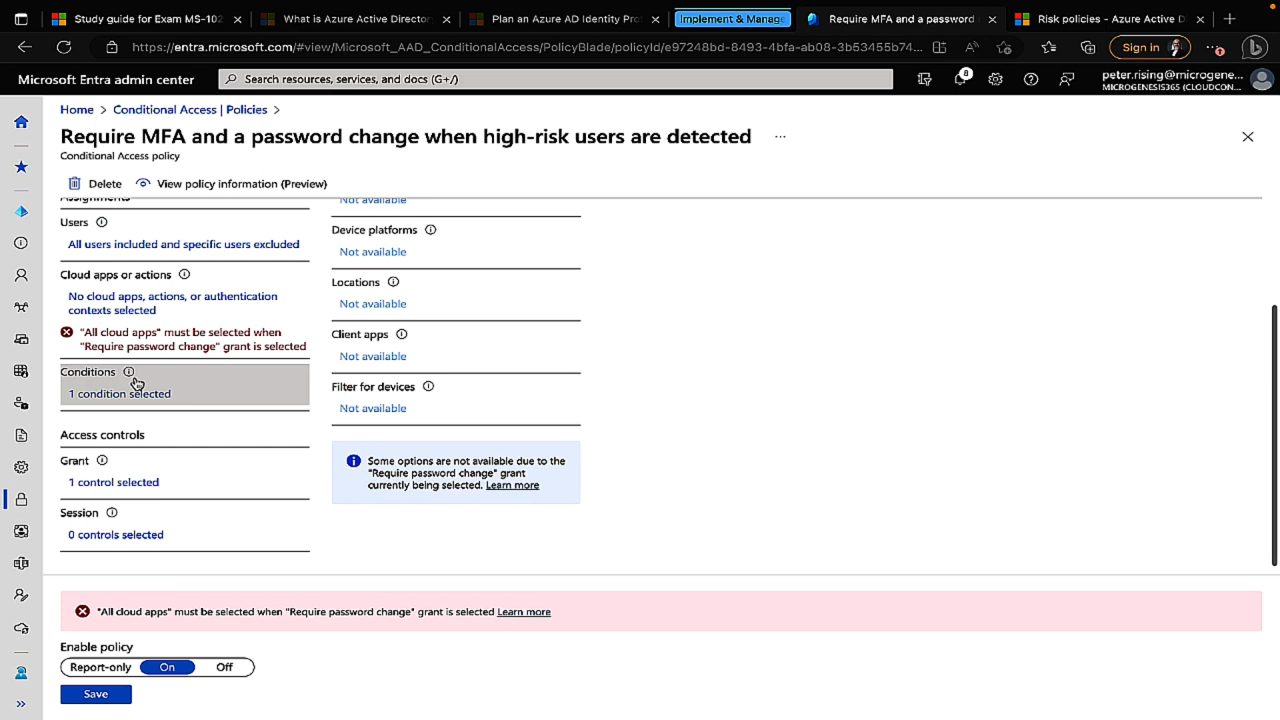 Study guide for Exam MS-102
What is Azure Active Director
Plan an Azure AD Identity Prot
Implement & Manage
Require MFA and a password
Risk policies - Azure Active D
https://entra.microsoft.com/#view/Microsoft_AAD_ConditionalAccess/PolicyBlade/policyId/e97248bd-8493-4bfa-ab08-3b53455b74...
Sign in
Microsoft Entra admin center
Search resources, services, and docs (G+/)
8
peter.rising@microgene...
MICROGENESIS365 (CLOUDCON...
Home > Conditional Access | Policies >
Require MFA and a password change when high-risk users are detected ...
Conditional Access policy
Delete
View policy information (Preview)
Assignments
Users
All users included and specific users excluded
Cloud apps or actions
No cloud apps, actions, or authentication
contexts selected
"All cloud apps" must be selected when
"Require password change" grant is selected
Conditions
1 condition selected
Access controls
Grant
1 control selected
Session
0 controls selected
Not available
Device platforms
Not available
Locations
Not available
Client apps
Not available
Filter for devices
Not available
Some options are not available due to the
"Require password change" grant
currently being selected. Learn more
"All cloud apps" must be selected when "Require password change" grant is selected Learn more
Enable policy
Report-only On Off
Save